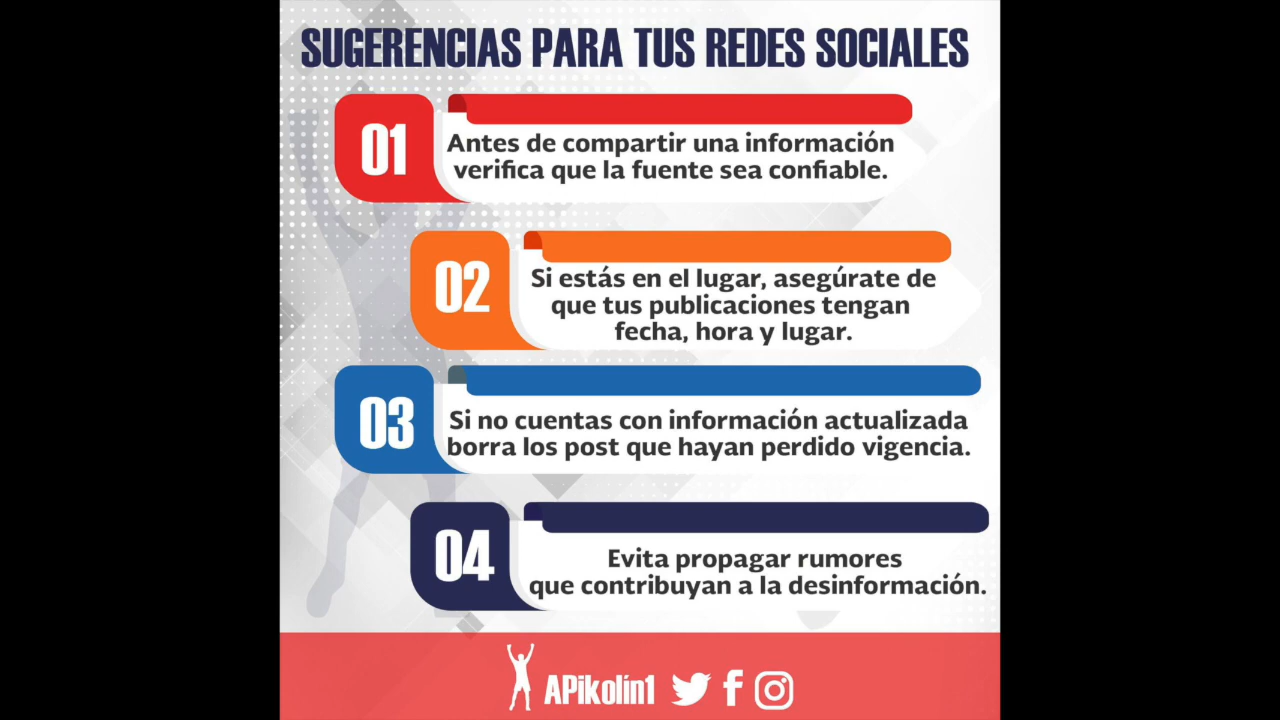 SUGERENCIAS PARA TUS REDES SOCIALES
01
Antes de compartir una información
verifica que la fuente sea confiable.
02
Si estás en el lugar, asegúrate de
que tus publicaciones tengan
fecha, hora y lugar.
03
Si no cuentas con información actualizada
borra los post que hayan perdido vigencia.
04
Evita propagar rumores
que contribuyan a la desinformación.
APikolin1